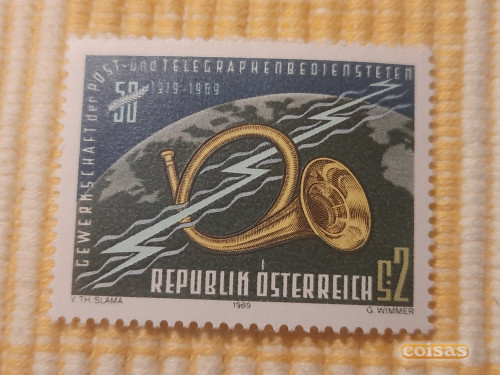 GEWERKSCHAFT der POST- und TELEGRAPHENBEDIENSTETEN
50 1919-1969
REPUBLIK ÖSTERREICH S2
V. TH. SLAMA 1969 G. WIMMER
coisas